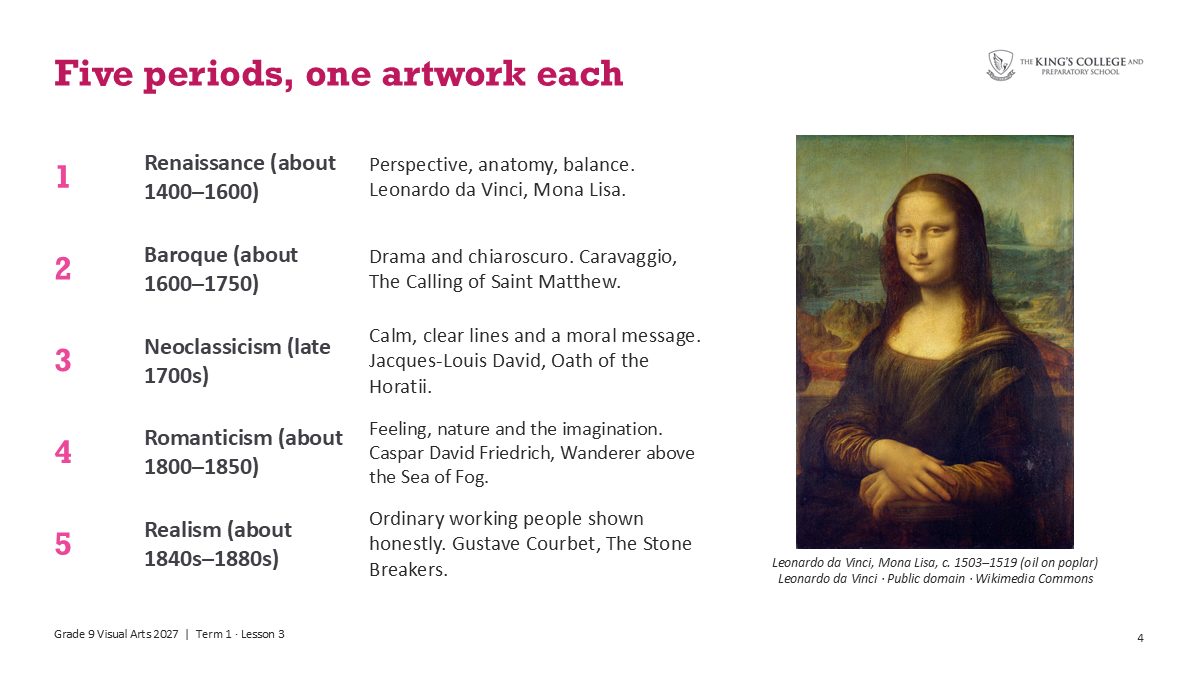 Five periods, one artwork each
THE KING'S COLLEGE AND
PREPARATORY SCHOOL
1
Renaissance (about
1400–1600)
Perspective, anatomy, balance.
Leonardo da Vinci, Mona Lisa.
2
Baroque (about
1600–1750)
Drama and chiaroscuro. Caravaggio,
The Calling of Saint Matthew.
3
Neoclassicism (late
1700s)
Calm, clear lines and a moral message.
Jacques-Louis David, Oath of the
Horatii.
4
Romanticism (about
1800–1850)
Feeling, nature and the imagination.
Caspar David Friedrich, Wanderer above
the Sea of Fog.
5
Realism (about
1840s–1880s)
Ordinary working people shown
honestly. Gustave Courbet, The Stone
Breakers.
Leonardo da Vinci, Mona Lisa, c. 1503–1519 (oil on poplar)
Leonardo da Vinci · Public domain · Wikimedia Commons
Grade 9 Visual Arts 2027 | Term 1 · Lesson 3
4